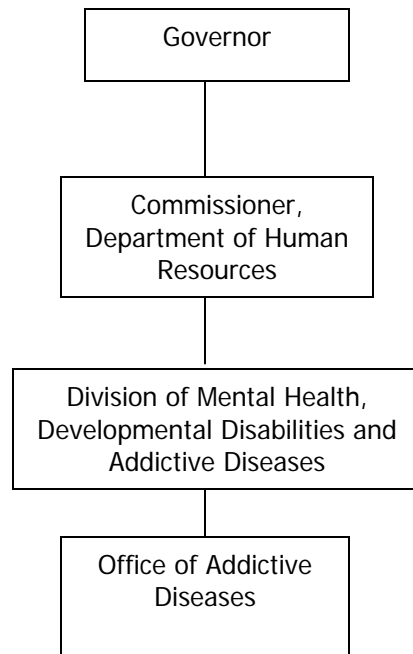 Governor
Commissioner,
Department of Human
Resources
Division of Mental Health,
Developmental Disabilities and
Addictive Diseases
Office of Addictive
Diseases